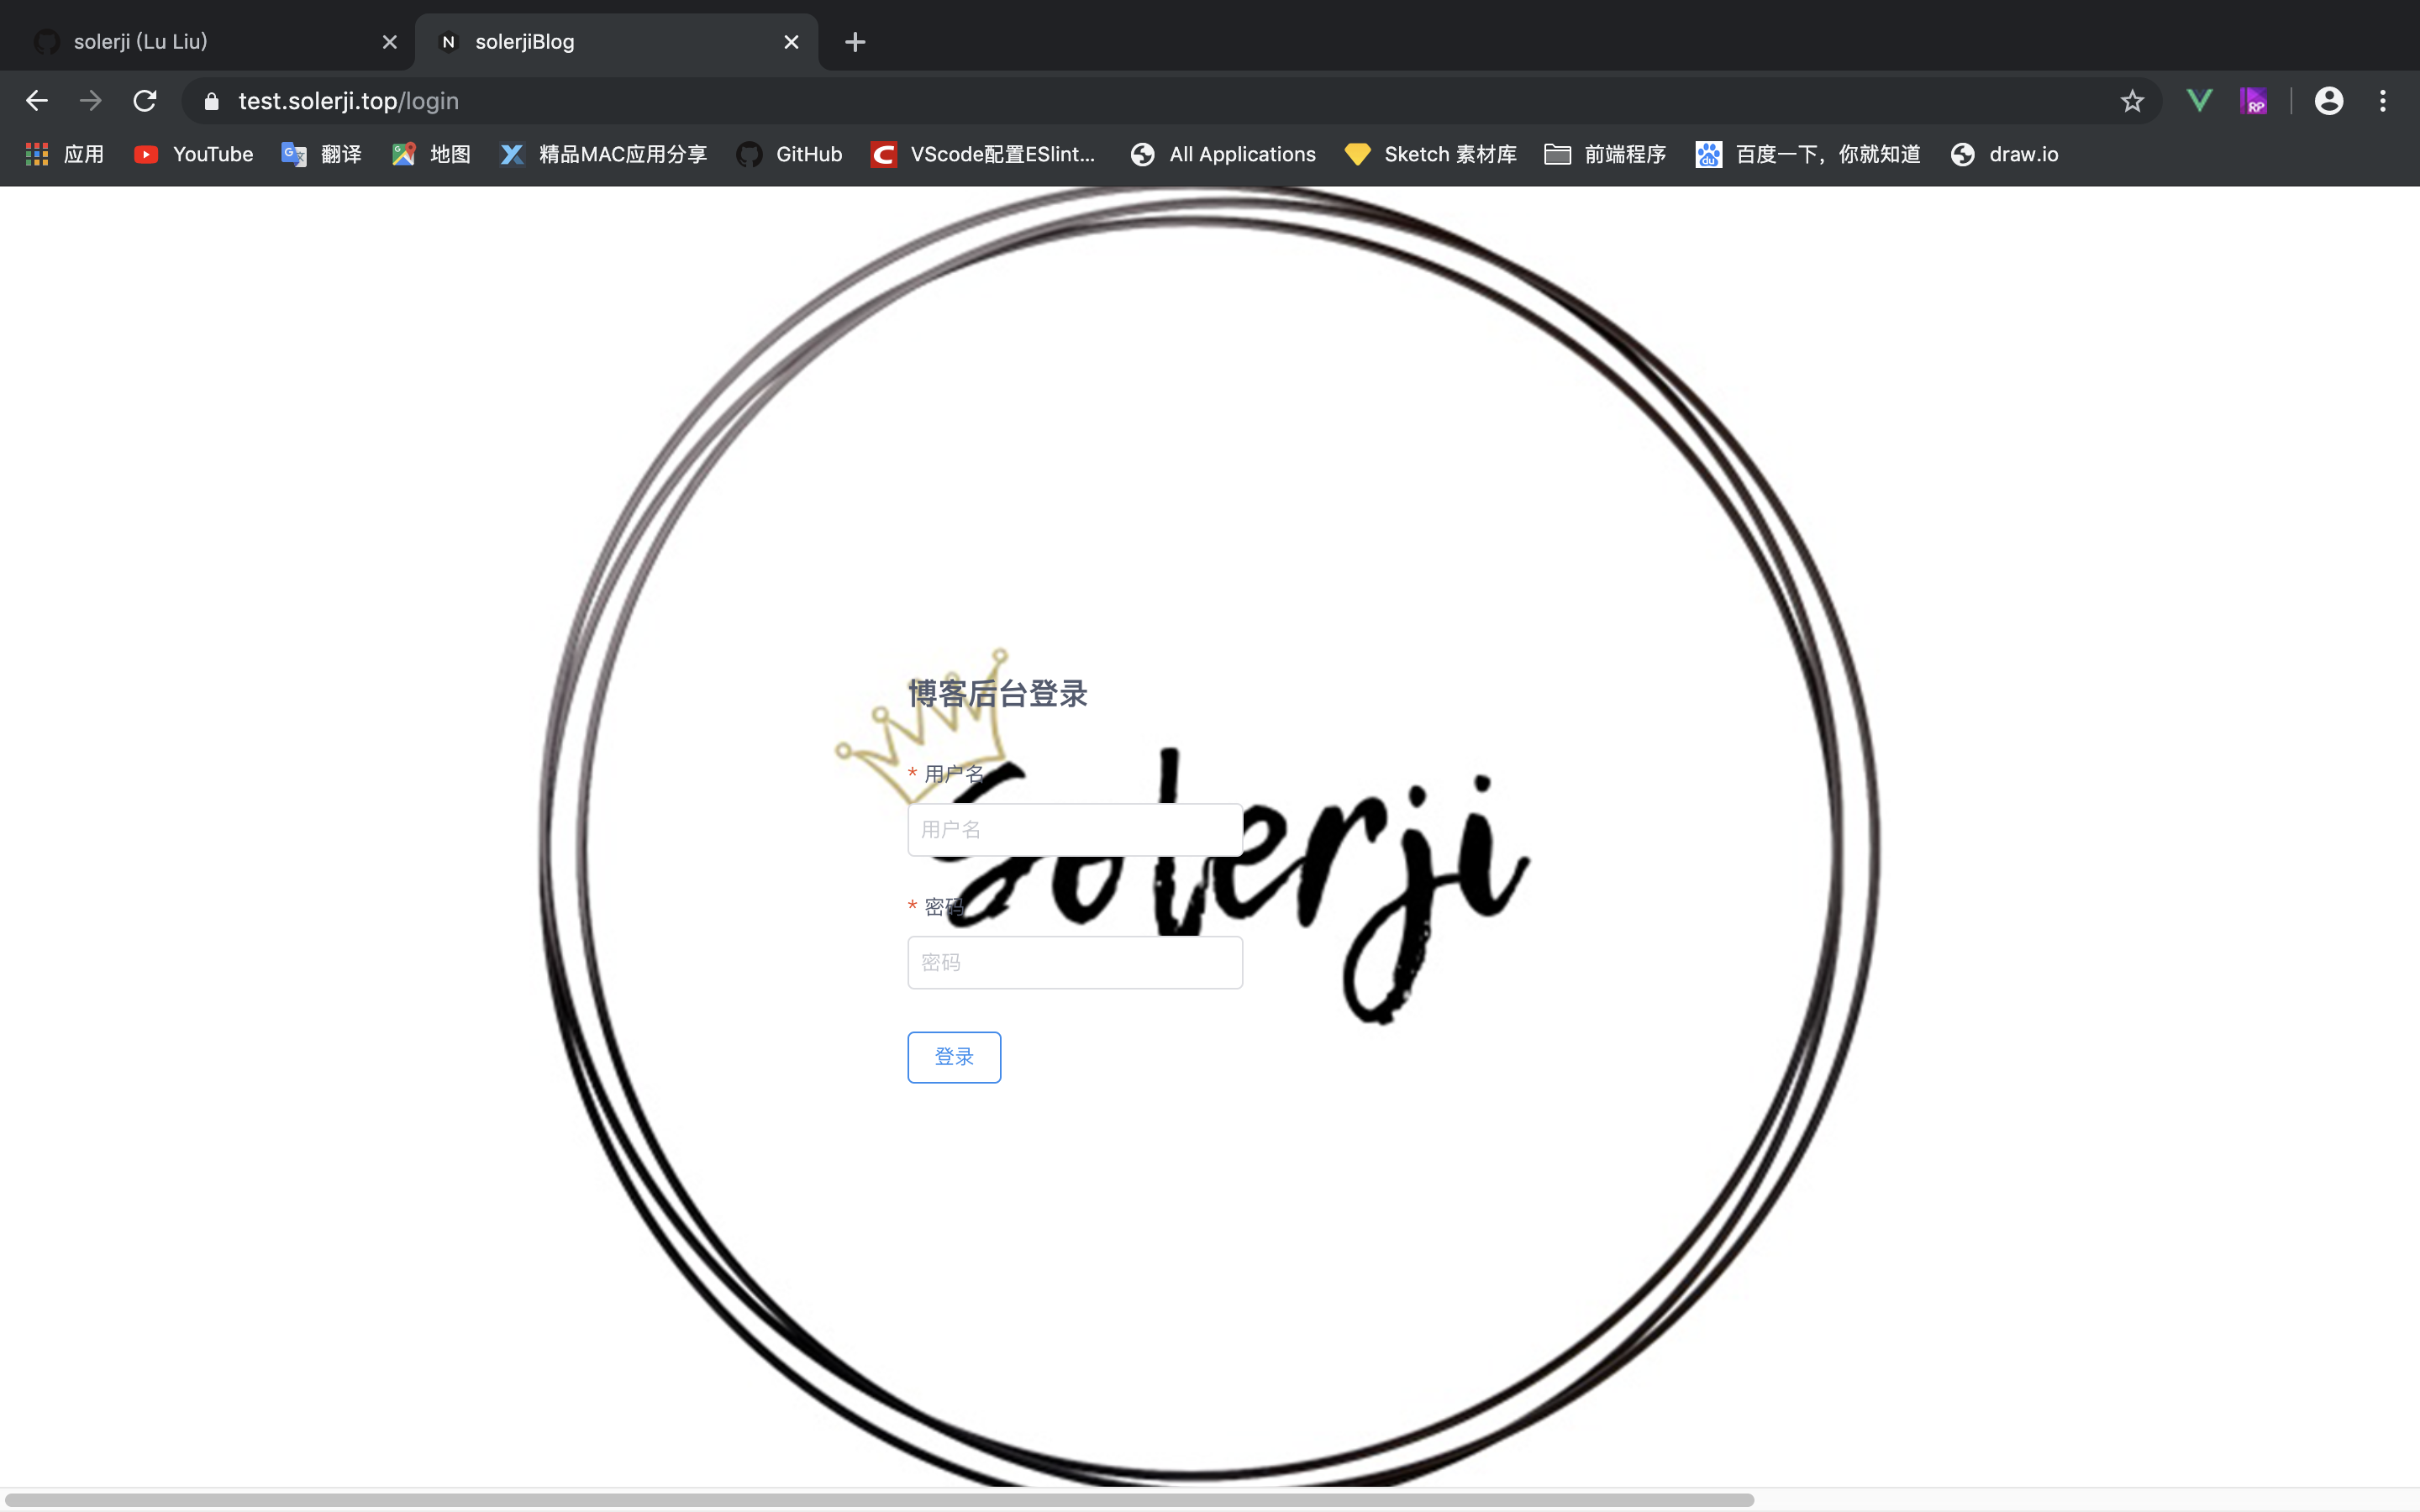 solerji (Lu Liu)
solerjiBlog
test.solerji.top/login
应用
YouTube
翻译
地图
精品MAC应用分享
GitHub
VScode配置ESlint...
All Applications
Sketch 素材库
前端程序
百度一下，你就知道
draw.io
博客后台登录
* 用户名
用户名
Solerji
* 密码
密码
登录